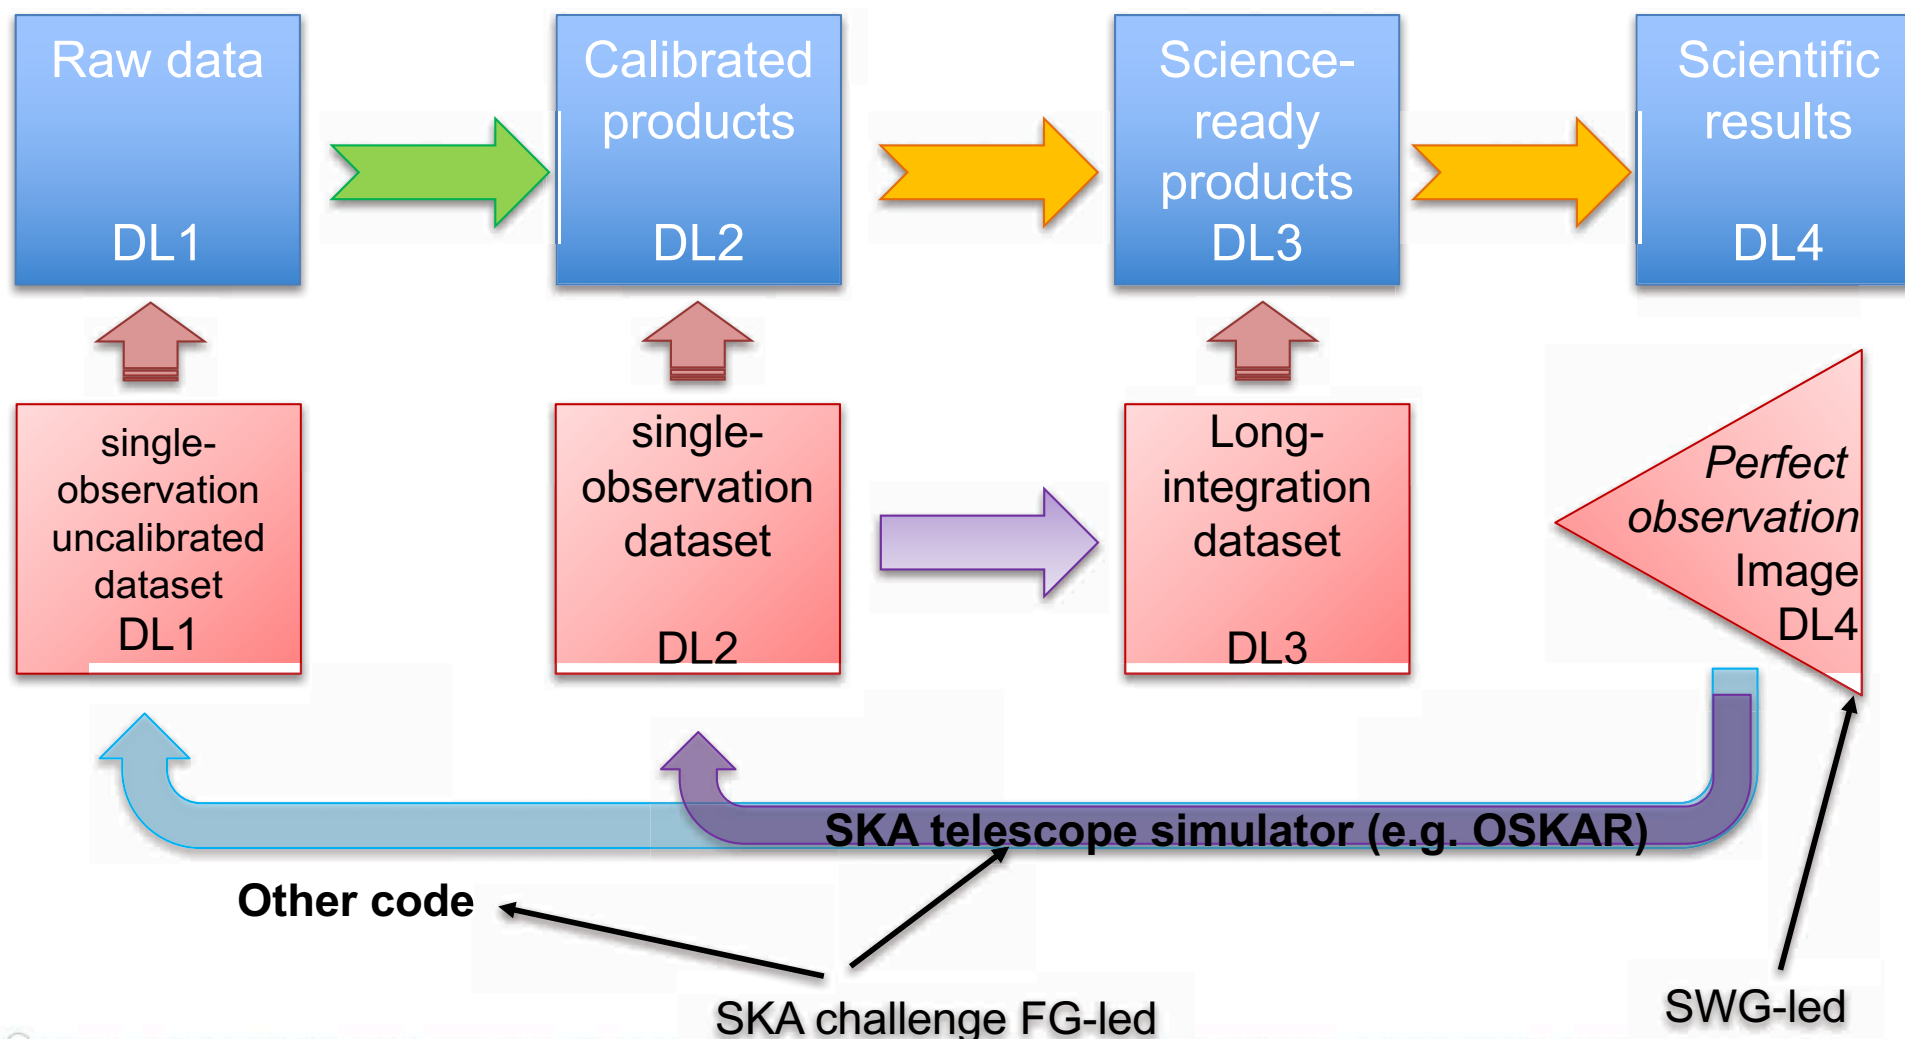 Raw data
DL1
Calibrated
products
DL2
Science-
ready
products
DL3
Scientific
results
DL4
single-
observation
uncalibrated
dataset
DL1
single-
observation
dataset
DL2
Long-
integration
dataset
DL3
Perfect
observation
Image
DL4
SKA telescope simulator (e.g. OSKAR)
Other code
SKA challenge FG-led
SWG-led